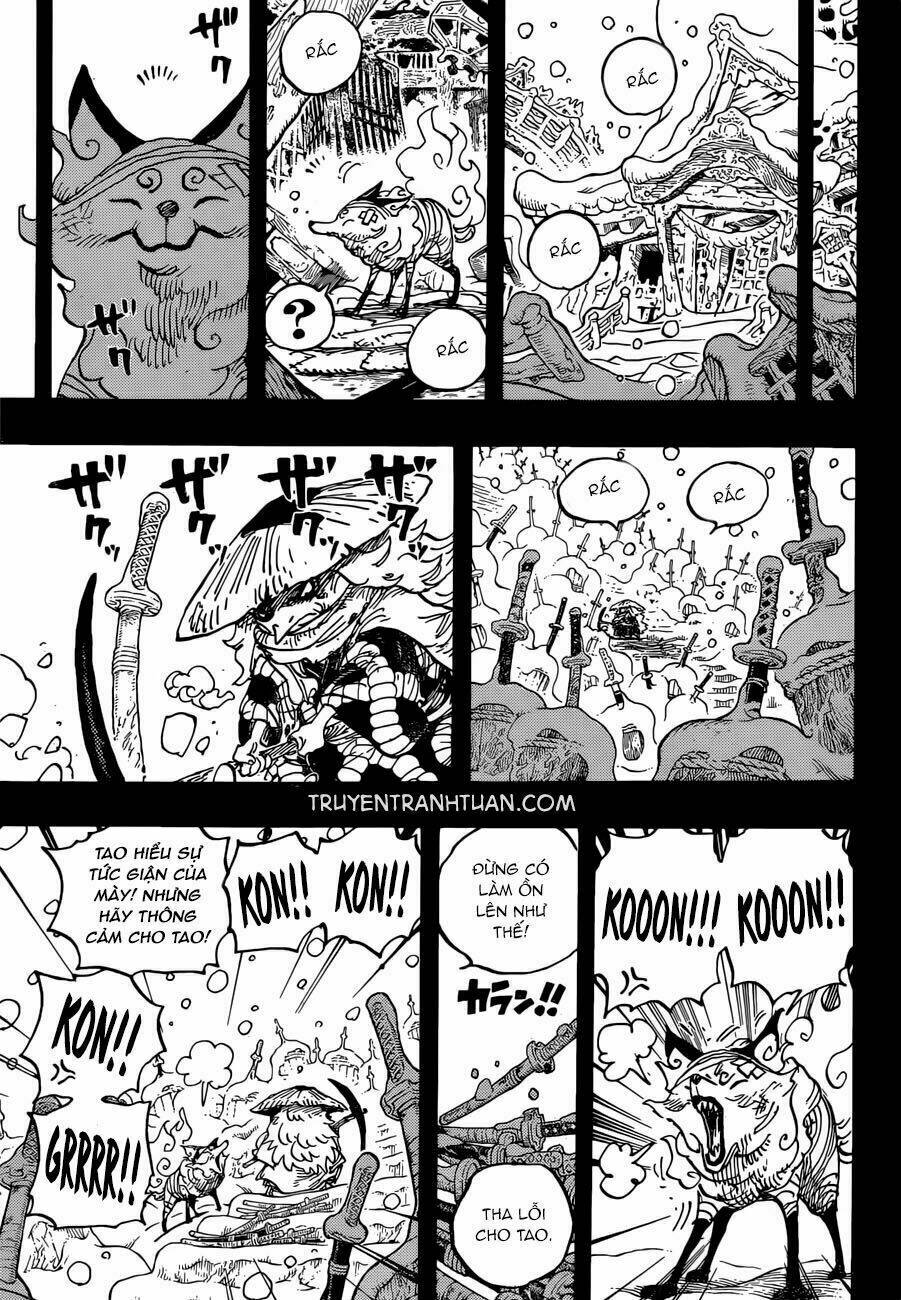 RẮC
RẮC
RẮC
?
RẮC
ザク
ザク
RẮC
RẮC
ザク
ザク
ザク
ザク
TRUYENTRANHTUAN.COM
KOOON!!! KOOON!!
ĐỪNG CÓ
LÀM ỒN
LÊN NHƯ
THẾ!
カラン!!
THA LỖI
CHO TAO.
KON!! KON!!
TAO HIỂU SỰ
TỨC GIẬN CỦA
MÀY! NHƯNG
HÃY THÔNG
CẢM CHO TAO!
KON!!
GRRRR!!